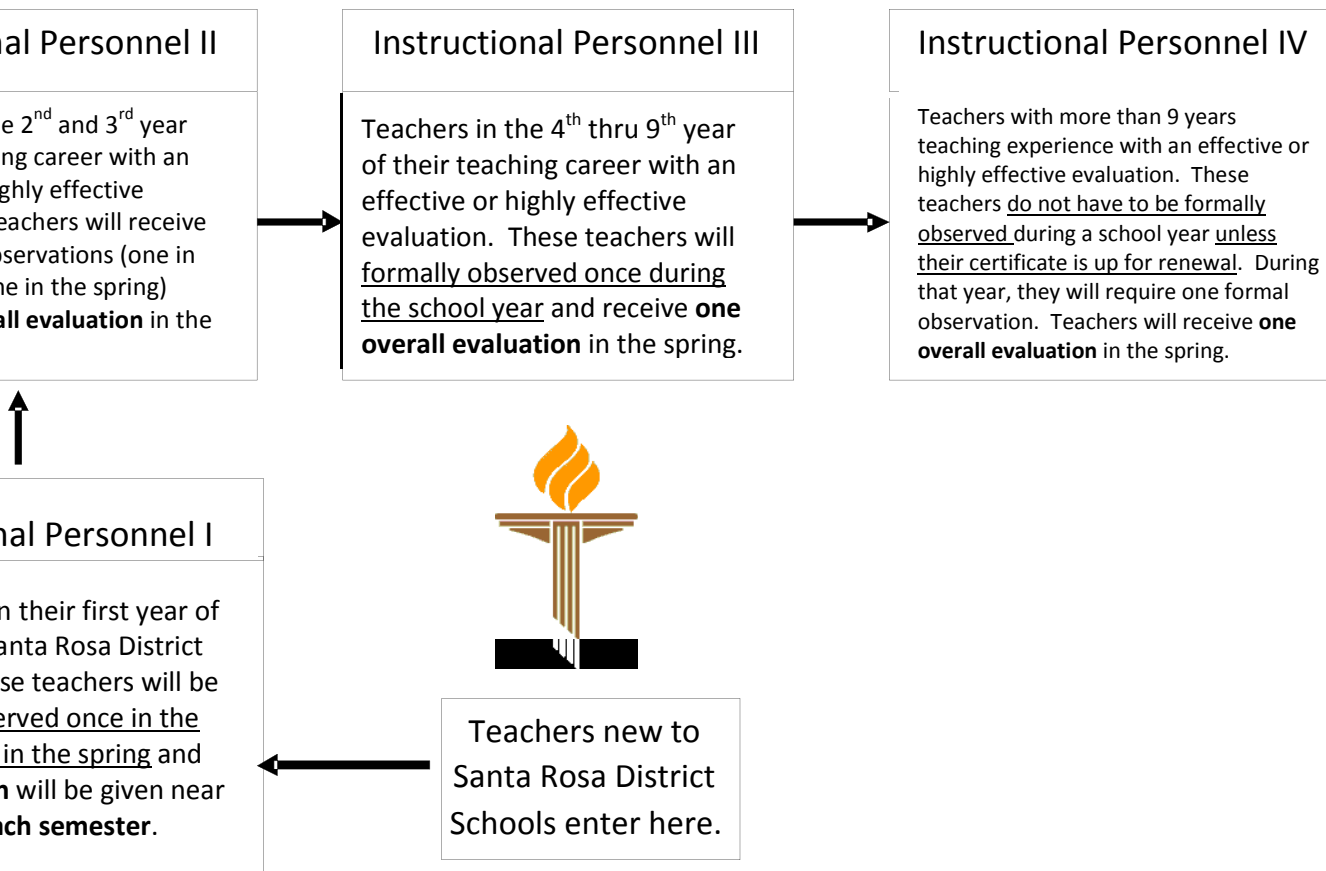 nal Personnel II
e 2nd and 3rd year
ing career with an
ghly effective
eachers will receive
bservations (one in
ne in the spring)
all evaluation in the
Instructional Personnel III
Teachers in the 4th thru 9th year
of their teaching career with an
effective or highly effective
evaluation. These teachers will
formally observed once during
the school year and receive one
overall evaluation in the spring.
Instructional Personnel IV
Teachers with more than 9 years
teaching experience with an effective or
highly effective evaluation. These
teachers do not have to be formally
observed during a school year unless
their certificate is up for renewal. During
that year, they will require one formal
observation. Teachers will receive one
overall evaluation in the spring.
nal Personnel I
n their first year of
anta Rosa District
se teachers will be
erved once in the
in the spring and
n will be given near
ach semester.
Teachers new to
Santa Rosa District
Schools enter here.